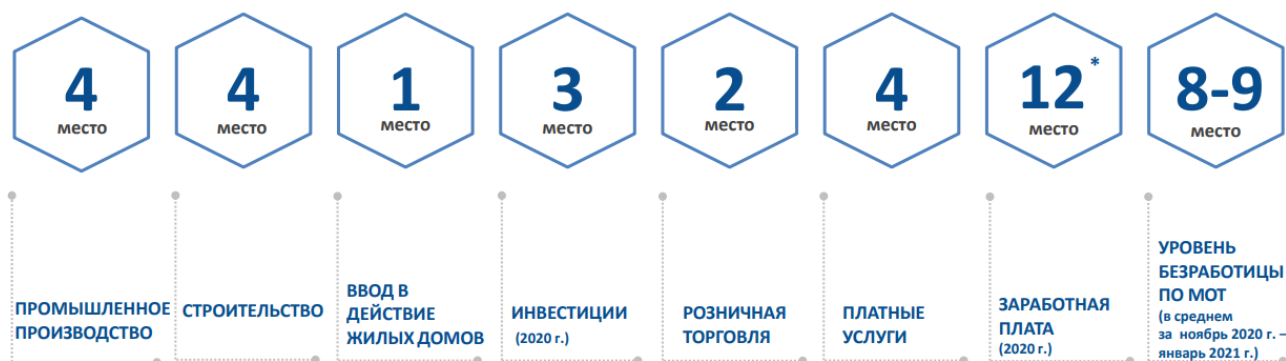 4
место
4
место
1
место
3
место
2
место
4
место
12*
место
8-9
место
ПРОМЫШЛЕННОЕ
ПРОИЗВОДСТВО
СТРОИТЕЛЬСТВО
ВВОД В
ДЕЙСТВИЕ
ЖИЛЫХ ДОМОВ
ИНВЕСТИЦИИ
(2020 г.)
РОЗНИЧНАЯ
ТОРГОВЛЯ
ПЛАТНЫЕ
УСЛУГИ
ЗАРАБОТНАЯ
ПЛАТА
(2020 г.)
УРОВЕНЬ
БЕЗРАБОТИЦЫ
ПО МОТ
(в среднем
за ноябрь 2020 г. –
январь 2021 г.)